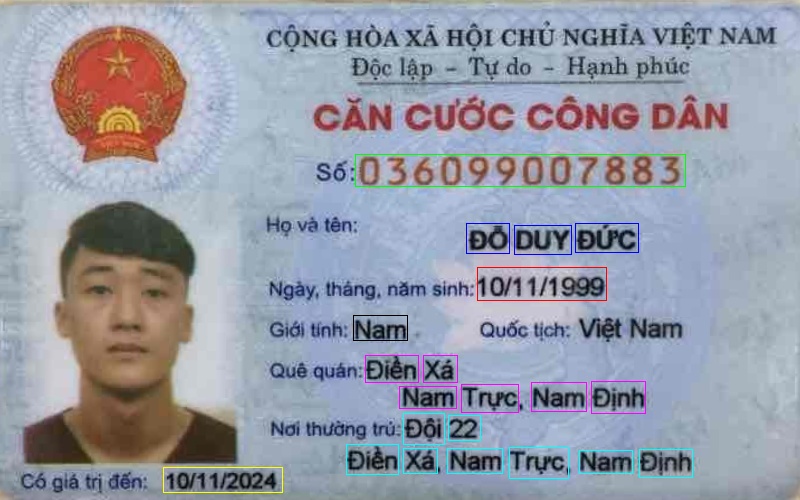 CỘNG HÒA XÃ HỘI CHỦ NGHĨA VIỆT NAM
Độc lập - Tự do - Hạnh phúc
CĂN CƯỚC CÔNG DÂN
Số: 036099007883
Họ và tên:
ĐỖ DUY ĐỨC
Ngày, tháng, năm sinh: 10/11/1999
Giới tính: Nam Quốc tịch: Việt Nam
Quê quán: Điền Xá
Nam Trực, Nam Định
Nơi thường trú: Đội 22
Điền Xá, Nam Trực, Nam Định
Có giá trị đến: 10/11/2024